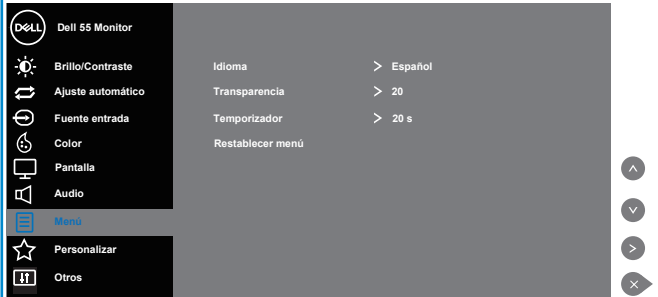 DELL Dell 55 Monitor
Brillo/Contraste Idioma > Español
Ajuste automático Transparencia > 20
Fuente entrada Temporizador > 20 s
Color Restablecer menú
Pantalla
Audio
Menú
Personalizar
Otros